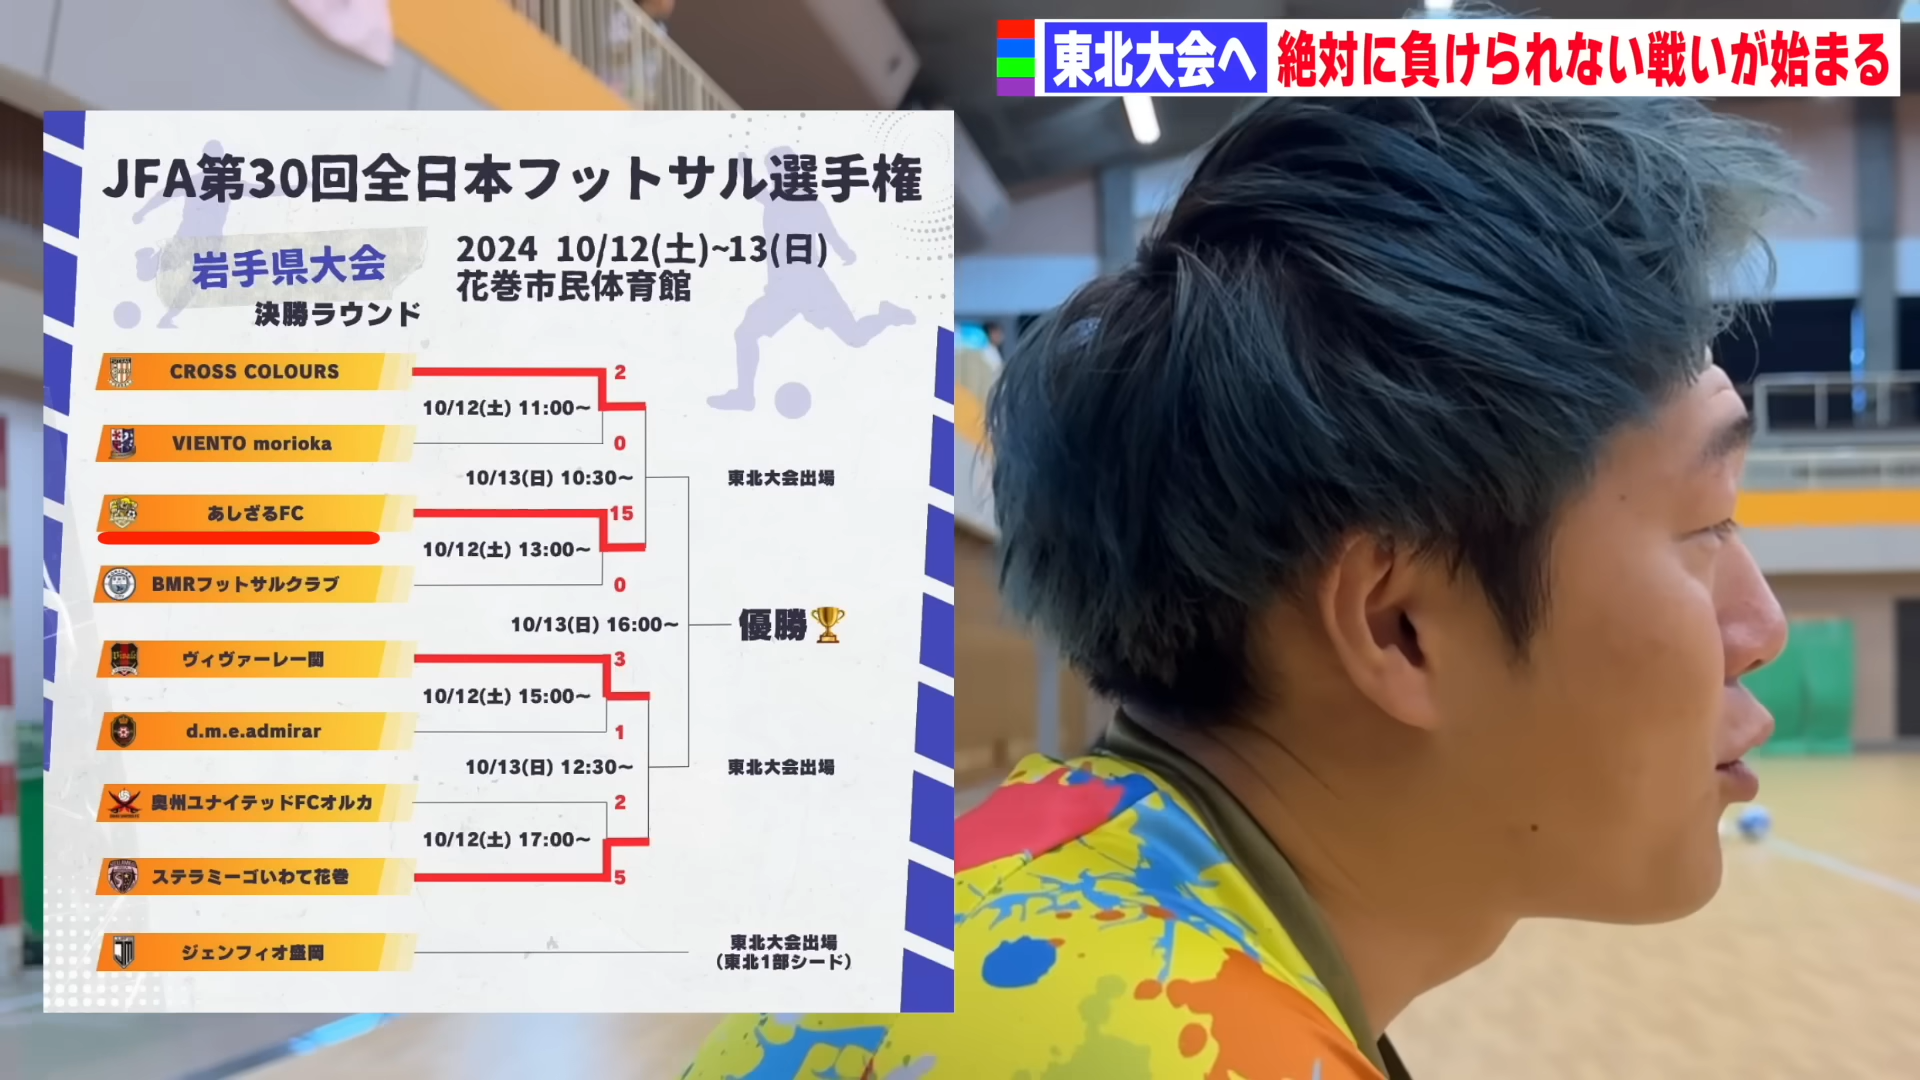 東北大会へ 絶対に負けられない戦いが始まる
JFA第30回全日本フットサル選手権
岩手県大会
決勝ラウンド
2024 10/12(土)~13(日)
花巻市民体育館
CROSS COLOURS
2
10/12(土) 11:00~
VIENTO morioka
0
10/13(日) 10:30~
東北大会出場
あしざるFC
15
10/12(土) 13:00~
BMRフットサルクラブ
0
10/13(日) 16:00~
優勝🏆
ヴィヴァーレ一関
3
10/12(土) 15:00~
d.m.e.admirar
1
10/13(日) 12:30~
東北大会出場
奥州ユナイテッドFCオルカ
2
10/12(土) 17:00~
ステラミーゴいわて花巻
5
ジェンフィオ盛岡
東北大会出場
(東北1部シード)